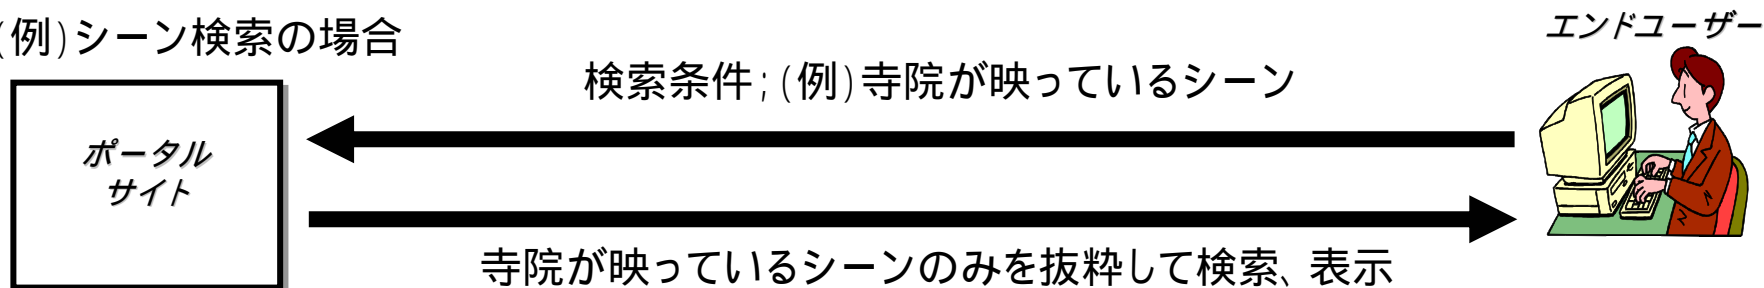 (例)シーン検索の場合
エンドユーザー
検索条件;(例)寺院が映っているシーン
ポータル
サイト
寺院が映っているシーンのみを抜粋して検索、表示